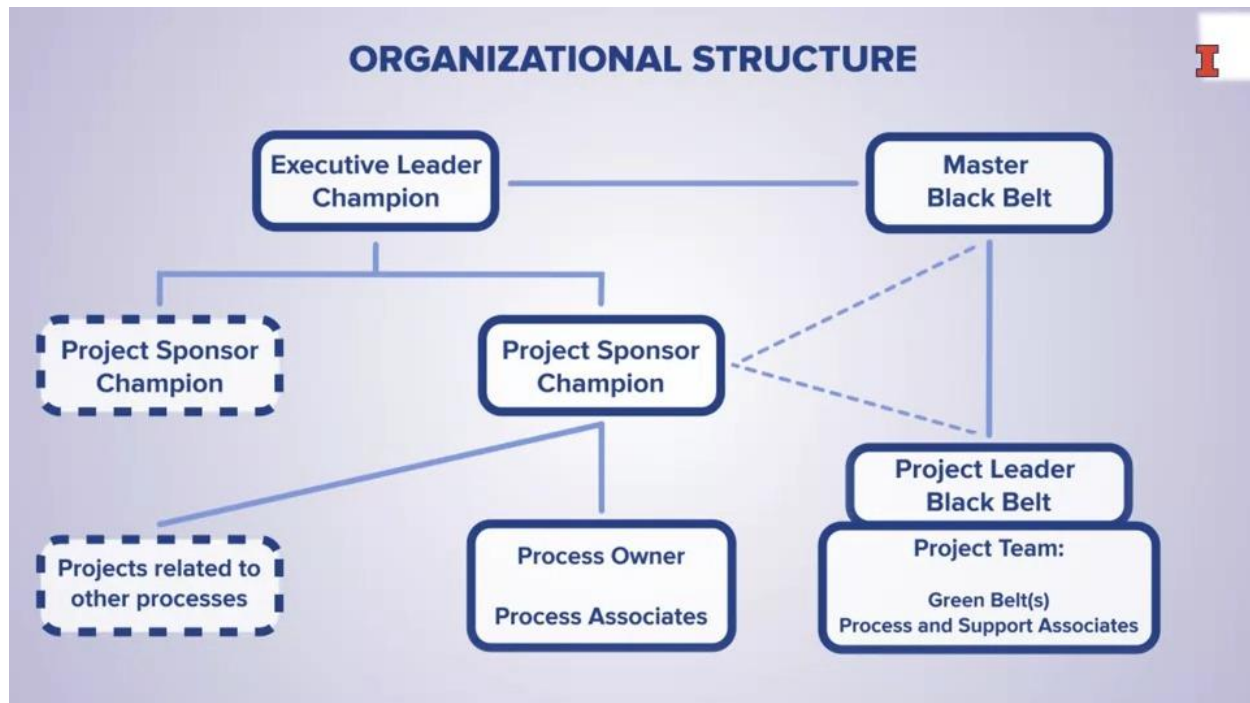 ORGANIZATIONAL STRUCTURE
I
Executive Leader
Champion
Master
Black Belt
Project Sponsor
Champion
Project Sponsor
Champion
Project Leader
Black Belt
Projects related to
other processes
Process Owner
Process Associates
Project Team:
Green Belt(s)
Process and Support Associates